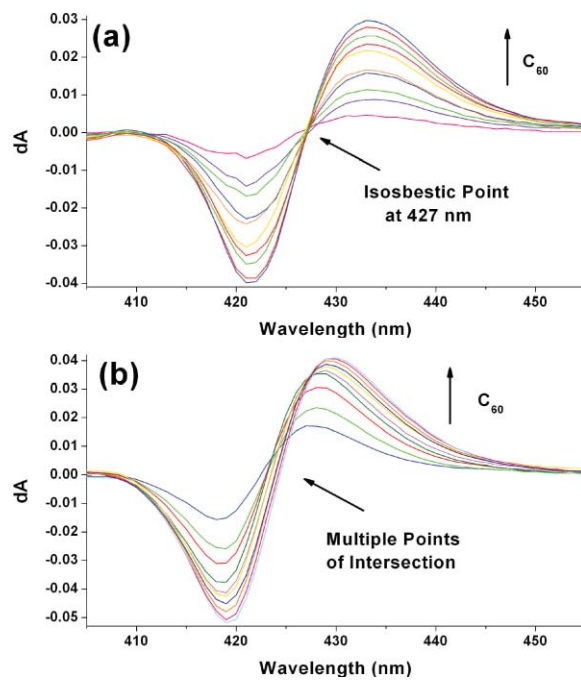 (a)
0.03
0.02
0.01
0.00
-0.01
-0.02
-0.03
-0.04
dA
C60
Isosbestic Point
at 427 nm
410 420 430 440 450
Wavelength (nm)
(b)
0.04
0.03
0.02
0.01
0.00
-0.01
-0.02
-0.03
-0.04
-0.05
dA
C60
Multiple Points
of Intersection
410 420 430 440 450
Wavelength (nm)